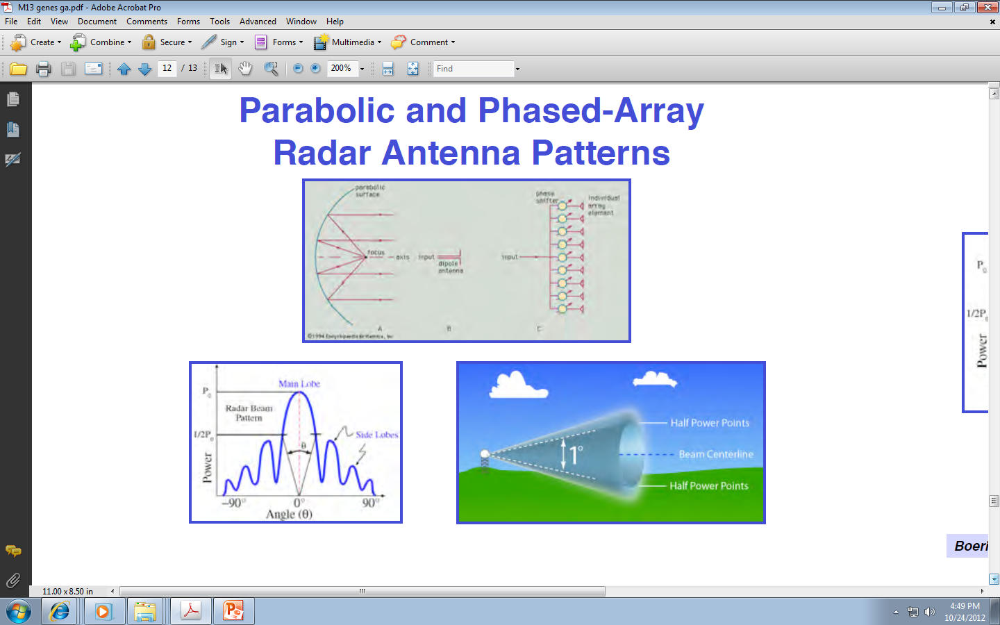 M13 genes ga.pdf - Adobe Acrobat Pro
File Edit View Document Comments Forms Tools Advanced Window Help
Create Combine Secure Sign Forms Multimedia Comment
12 / 13 200% Find
Parabolic and Phased-Array
Radar Antenna Patterns
parabolic
surface
focus
axis
input
dipole
antenna
phase
shifter
individual
array
element
input
A B C
©1994 Encyclopaedia Britannica, Inc
P0
Main Lobe
Radar Beam
Pattern
1/2P0
Side Lobes
θ
Power
−90° 0° 90°
Angle (θ)
Half Power Points
1°
Beam Centerline
Half Power Points
P0
1/2P0
Power
Boeri
11.00 x 8.50 in
4:49 PM
10/24/2012